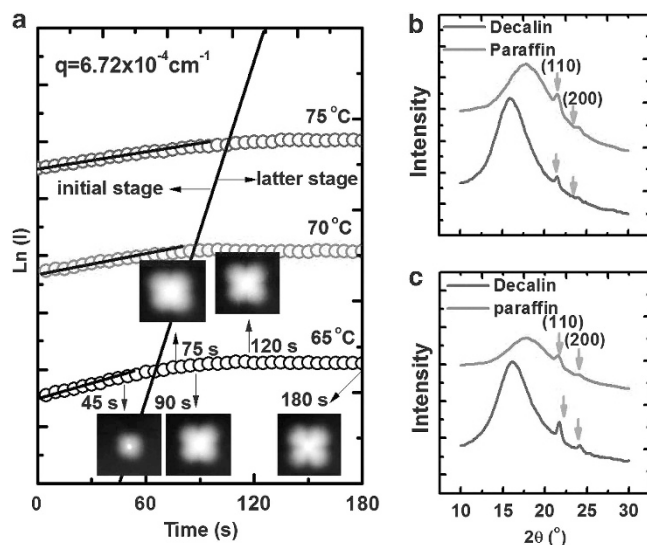 a
q=6.72x10⁻⁴cm⁻¹
75°C
initial stage
latter stage
70°C
65°C
75 s
120 s
45 s
90 s
180 s
Ln (I)
0 60 120 180
Time (s)
b
Decalin
Paraffin
(110)
(200)
Intensity
c
Decalin
paraffin
(110)
(200)
Intensity
10 15 20 25 30
2θ (°)